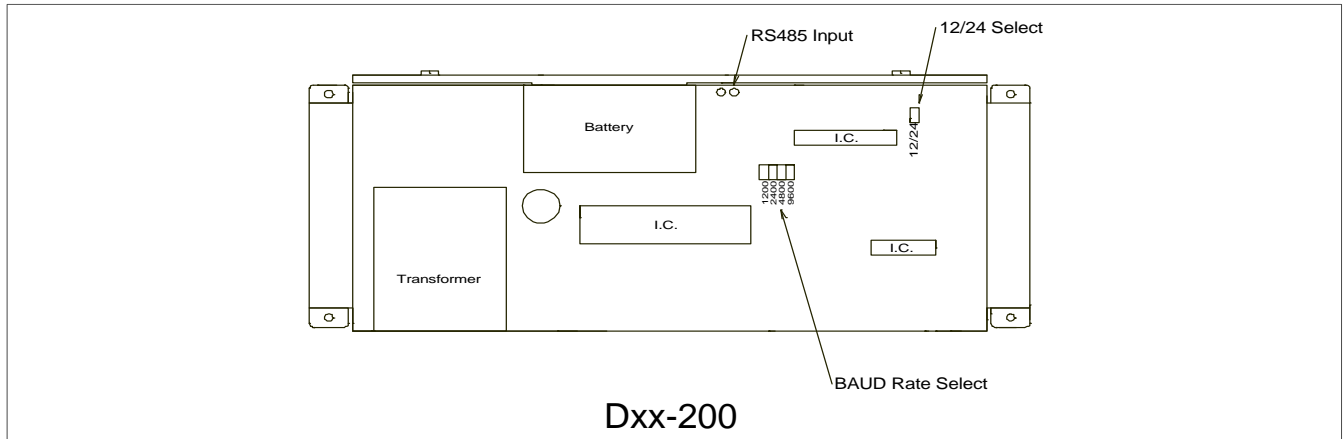 RS485 Input
12/24 Select
Battery
I.C.
12/24
1200
2400
4800
9600
I.C.
I.C.
Transformer
BAUD Rate Select
Dxx-200